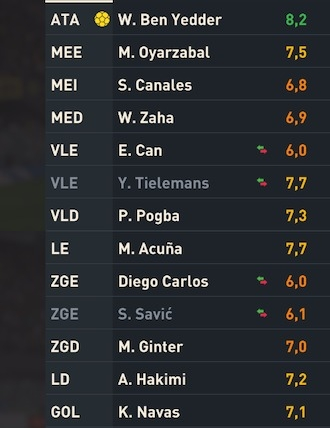 ATA W. Ben Yedder 8,2
MEE M. Oyarzabal 7,5
MEI S. Canales 6,8
MED W. Zaha 6,9
VLE E. Can 6,0
VLE Y. Tielemans 7,7
VLD P. Pogba 7,3
LE M. Acuña 7,7
ZGE Diego Carlos 6,0
ZGE S. Savić 6,1
ZGD M. Ginter 7,0
LD A. Hakimi 7,2
GOL K. Navas 7,1